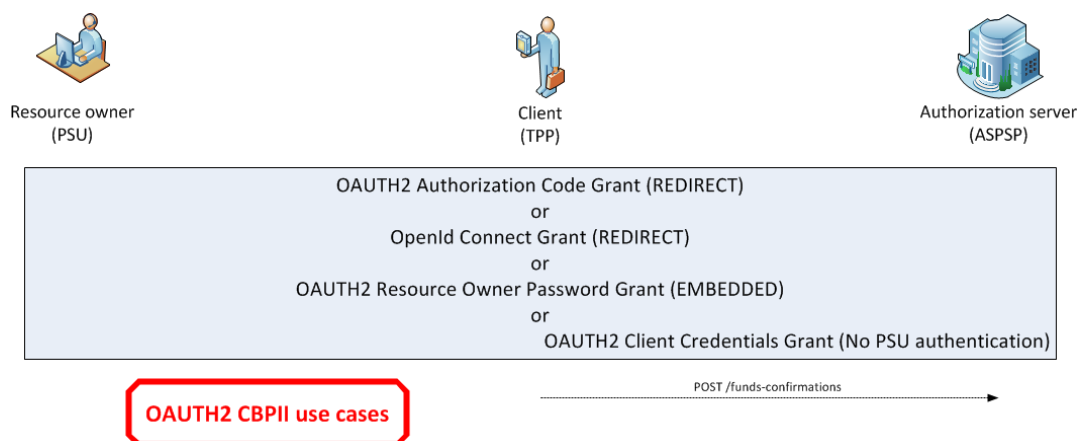 Resource owner
(PSU)
Client
(TPP)
Authorization server
(ASPSP)
OAUTH2 Authorization Code Grant (REDIRECT)
or
OpenId Connect Grant (REDIRECT)
or
OAUTH2 Resource Owner Password Grant (EMBEDDED)
or
OAUTH2 Client Credentials Grant (No PSU authentication)
POST /funds-confirmations
OAUTH2 CBPII use cases